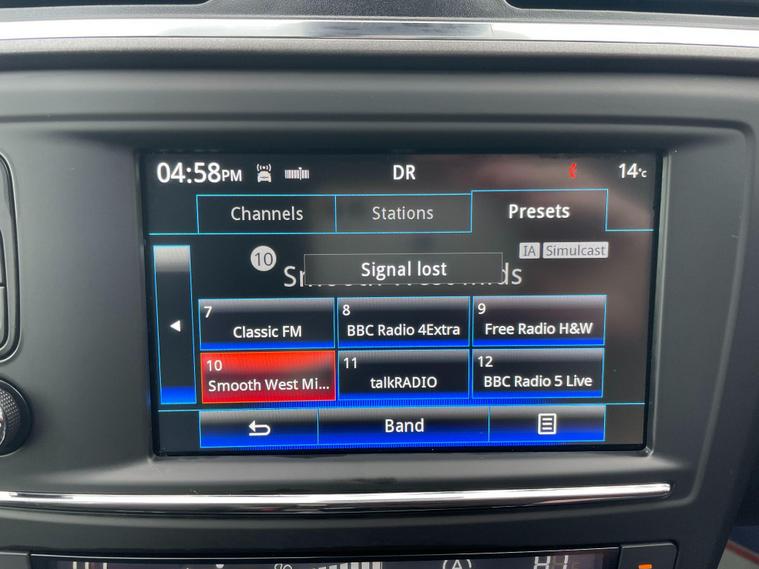 04:58PM
DR
14°c
Channels
Stations
Presets
IA Simulcast
10
Signal lost
7
Classic FM
8
BBC Radio 4Extra
9
Free Radio H&W
10
Smooth West Mi...
11
talkRADIO
12
BBC Radio 5 Live
Band